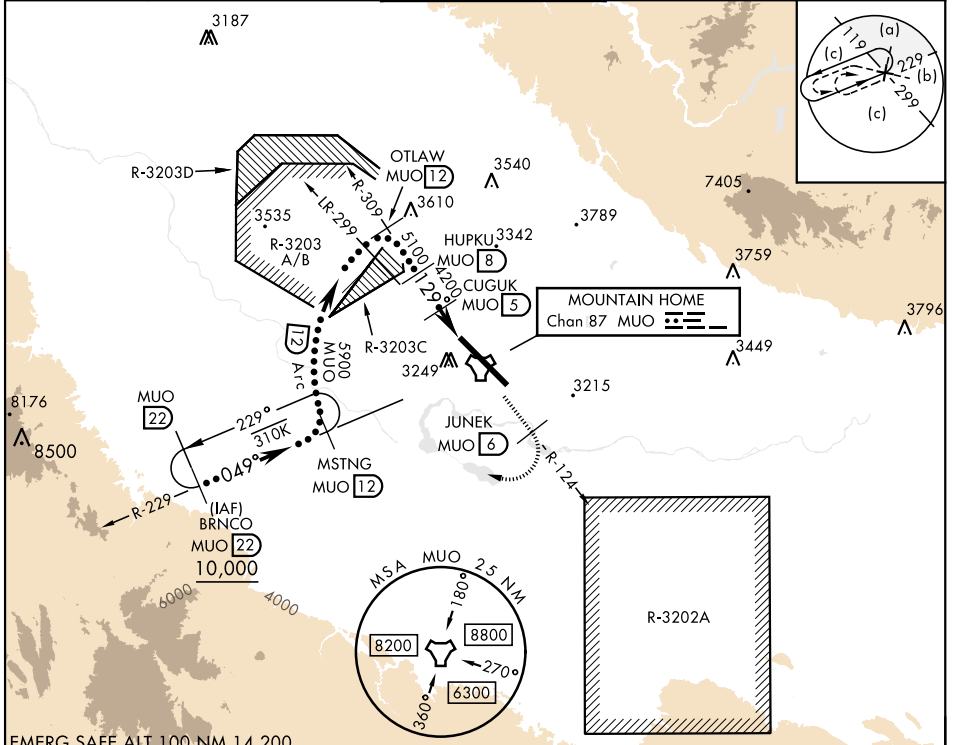 3187
(a)
119
(c)
229
(b)
(c)
299
OTLAW
MUO 12
R-3203D
3540
R-309
LR-299
3610
7405
3535
3789
R-3203
A/B
5100
HUPKU
3342
MUO 8
4200
129°
CUGUK
MUO 5
3759
MOUNTAIN HOME
Chan 87 MUO
3796
12
Arc
5900
MUO
R-3203C
3249
3449
3215
MUO
22
8176
8500
229°
310K
JUNEK
MUO 6
049°
MSTNG
MUO 12
R-124
R-229
(IAF)
BRNCO
MUO 22
10,000
6000
4000
MSA MUO 25 NM
180°
8200
8800
270°
6300
360°
R-3202A
EMERG SAFE ALT 100 NM 14,200